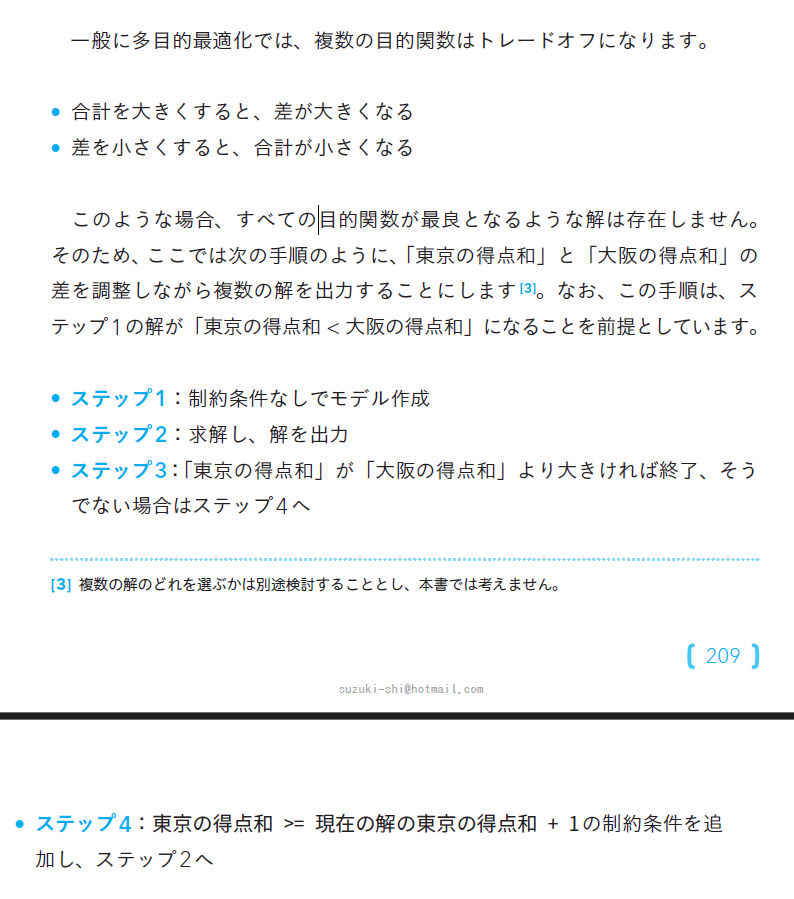 一般に多目的最適化では、複数の目的関数はトレードオフになります。
● 合計を大きくすると、差が大きくなる
● 差を小さくすると、合計が小さくなる
このような場合、すべての目的関数が最良となるような解は存在しません。
そのため、ここでは次の手順のように、「東京の得点和」と「大阪の得点和」の
差を調整しながら複数の解を出力することにします[3]。なお、この手順は、ス
テップ1の解が「東京の得点和 < 大阪の得点和」になることを前提としています。
● ステップ1：制約条件なしでモデル作成
● ステップ2：求解し、解を出力
● ステップ3：「東京の得点和」が「大阪の得点和」より大きければ終了、そう
でない場合はステップ4へ
[3] 複数の解のどれを選ぶかは別途検討することとし、本書では考えません。
209
suzuki-shi@hotmail.com
● ステップ4：東京の得点和 >= 現在の解の東京の得点和 + 1の制約条件を追
加し、ステップ2へ